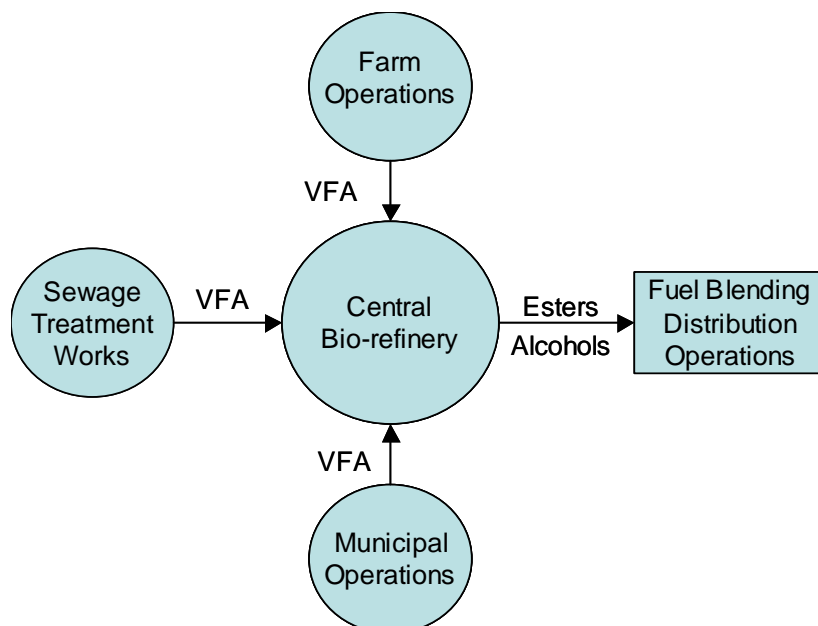 Farm
Operations
VFA
Sewage
Treatment
Works
VFA
Central
Bio-refinery
Esters
Alcohols
Fuel Blending
Distribution
Operations
VFA
Municipal
Operations